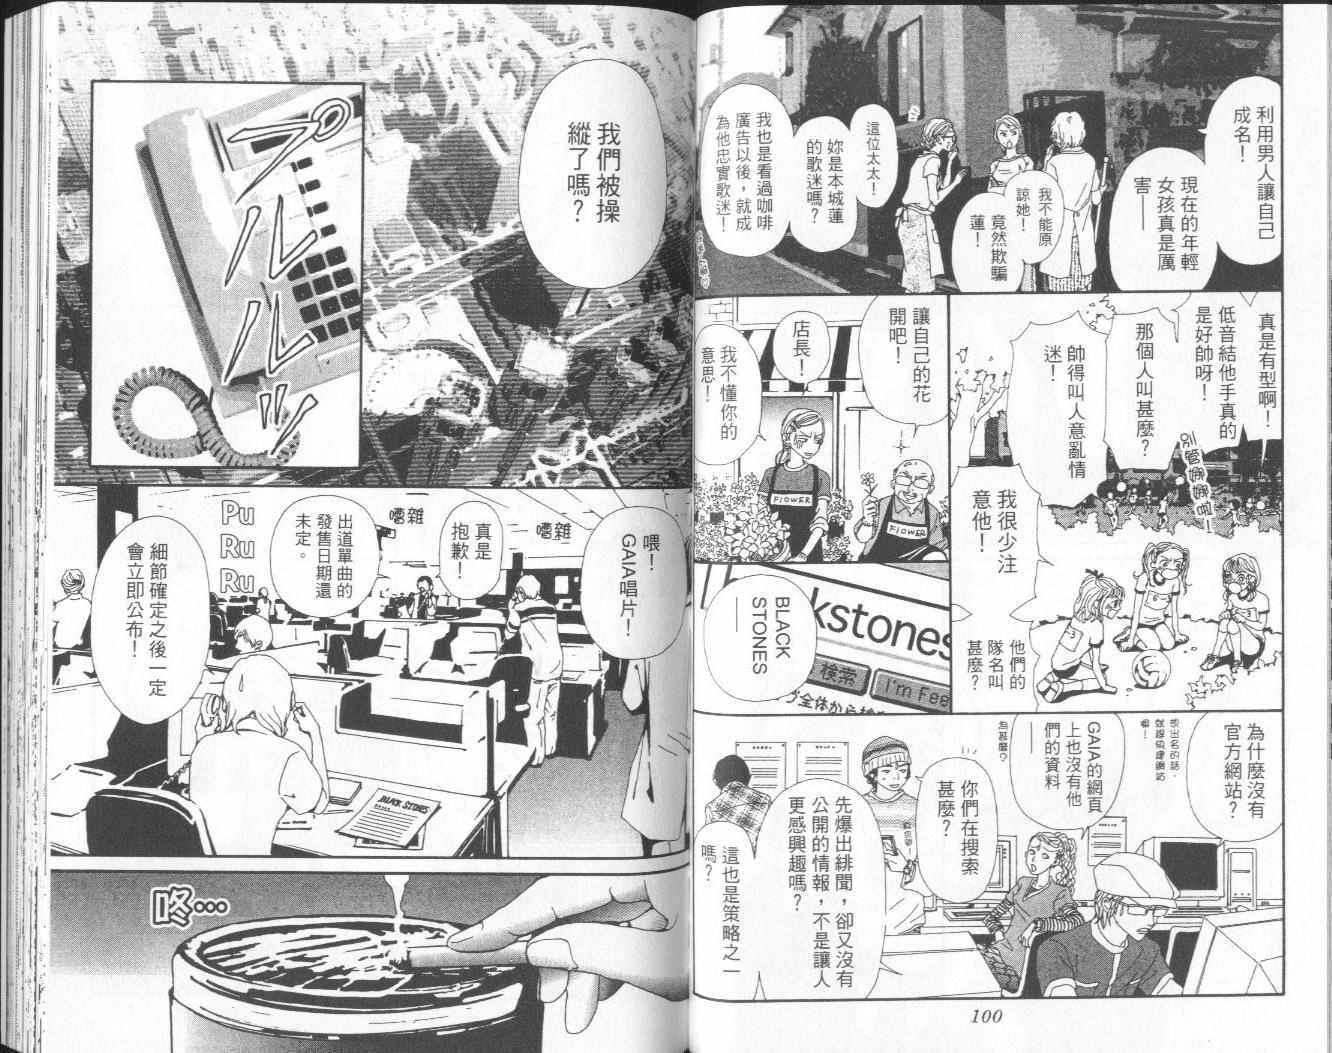 利用男人讓自己
成名！
現在的年輕
女孩真是厲
害——
我不能原
諒她！
竟然欺騙
蓮！
這位太太！
妳是本城蓮
的歌迷嗎？
我也是看過咖啡
廣告以後，就成
為他忠實歌迷！
真是有型啊！
低音結他手真的
是好帥呀！
那個人叫甚麼？
帥得叫人意亂情
迷！
我很少注
意他！
他們的
隊名叫
甚麼？
讓自己的花
開吧！
店長！
我不懂你的
意思！
FLOWER
FLOWER
BLACK
STONES
——
kstones
検索
I'm Fee
全体から検
為什麼沒有
官方網站？
GAIA的網頁
上也沒有他
們的資料
——
為甚麼？
你們在搜索
甚麼？
先爆出緋聞，卻又沒有
公開的情報，不是讓人
更感興趣嗎？
這也是策略之一
嗎？
100
我們被操
縱了嗎？
プルルルッ
喂！
GAIA唱片！
嘈雜
真是
抱歉！
嘈雜
出道單曲的
發售日期還
未定。
Pu
Ru
Ru
細節確定之後一定
會立即公布！
BLACK STONES
咚…